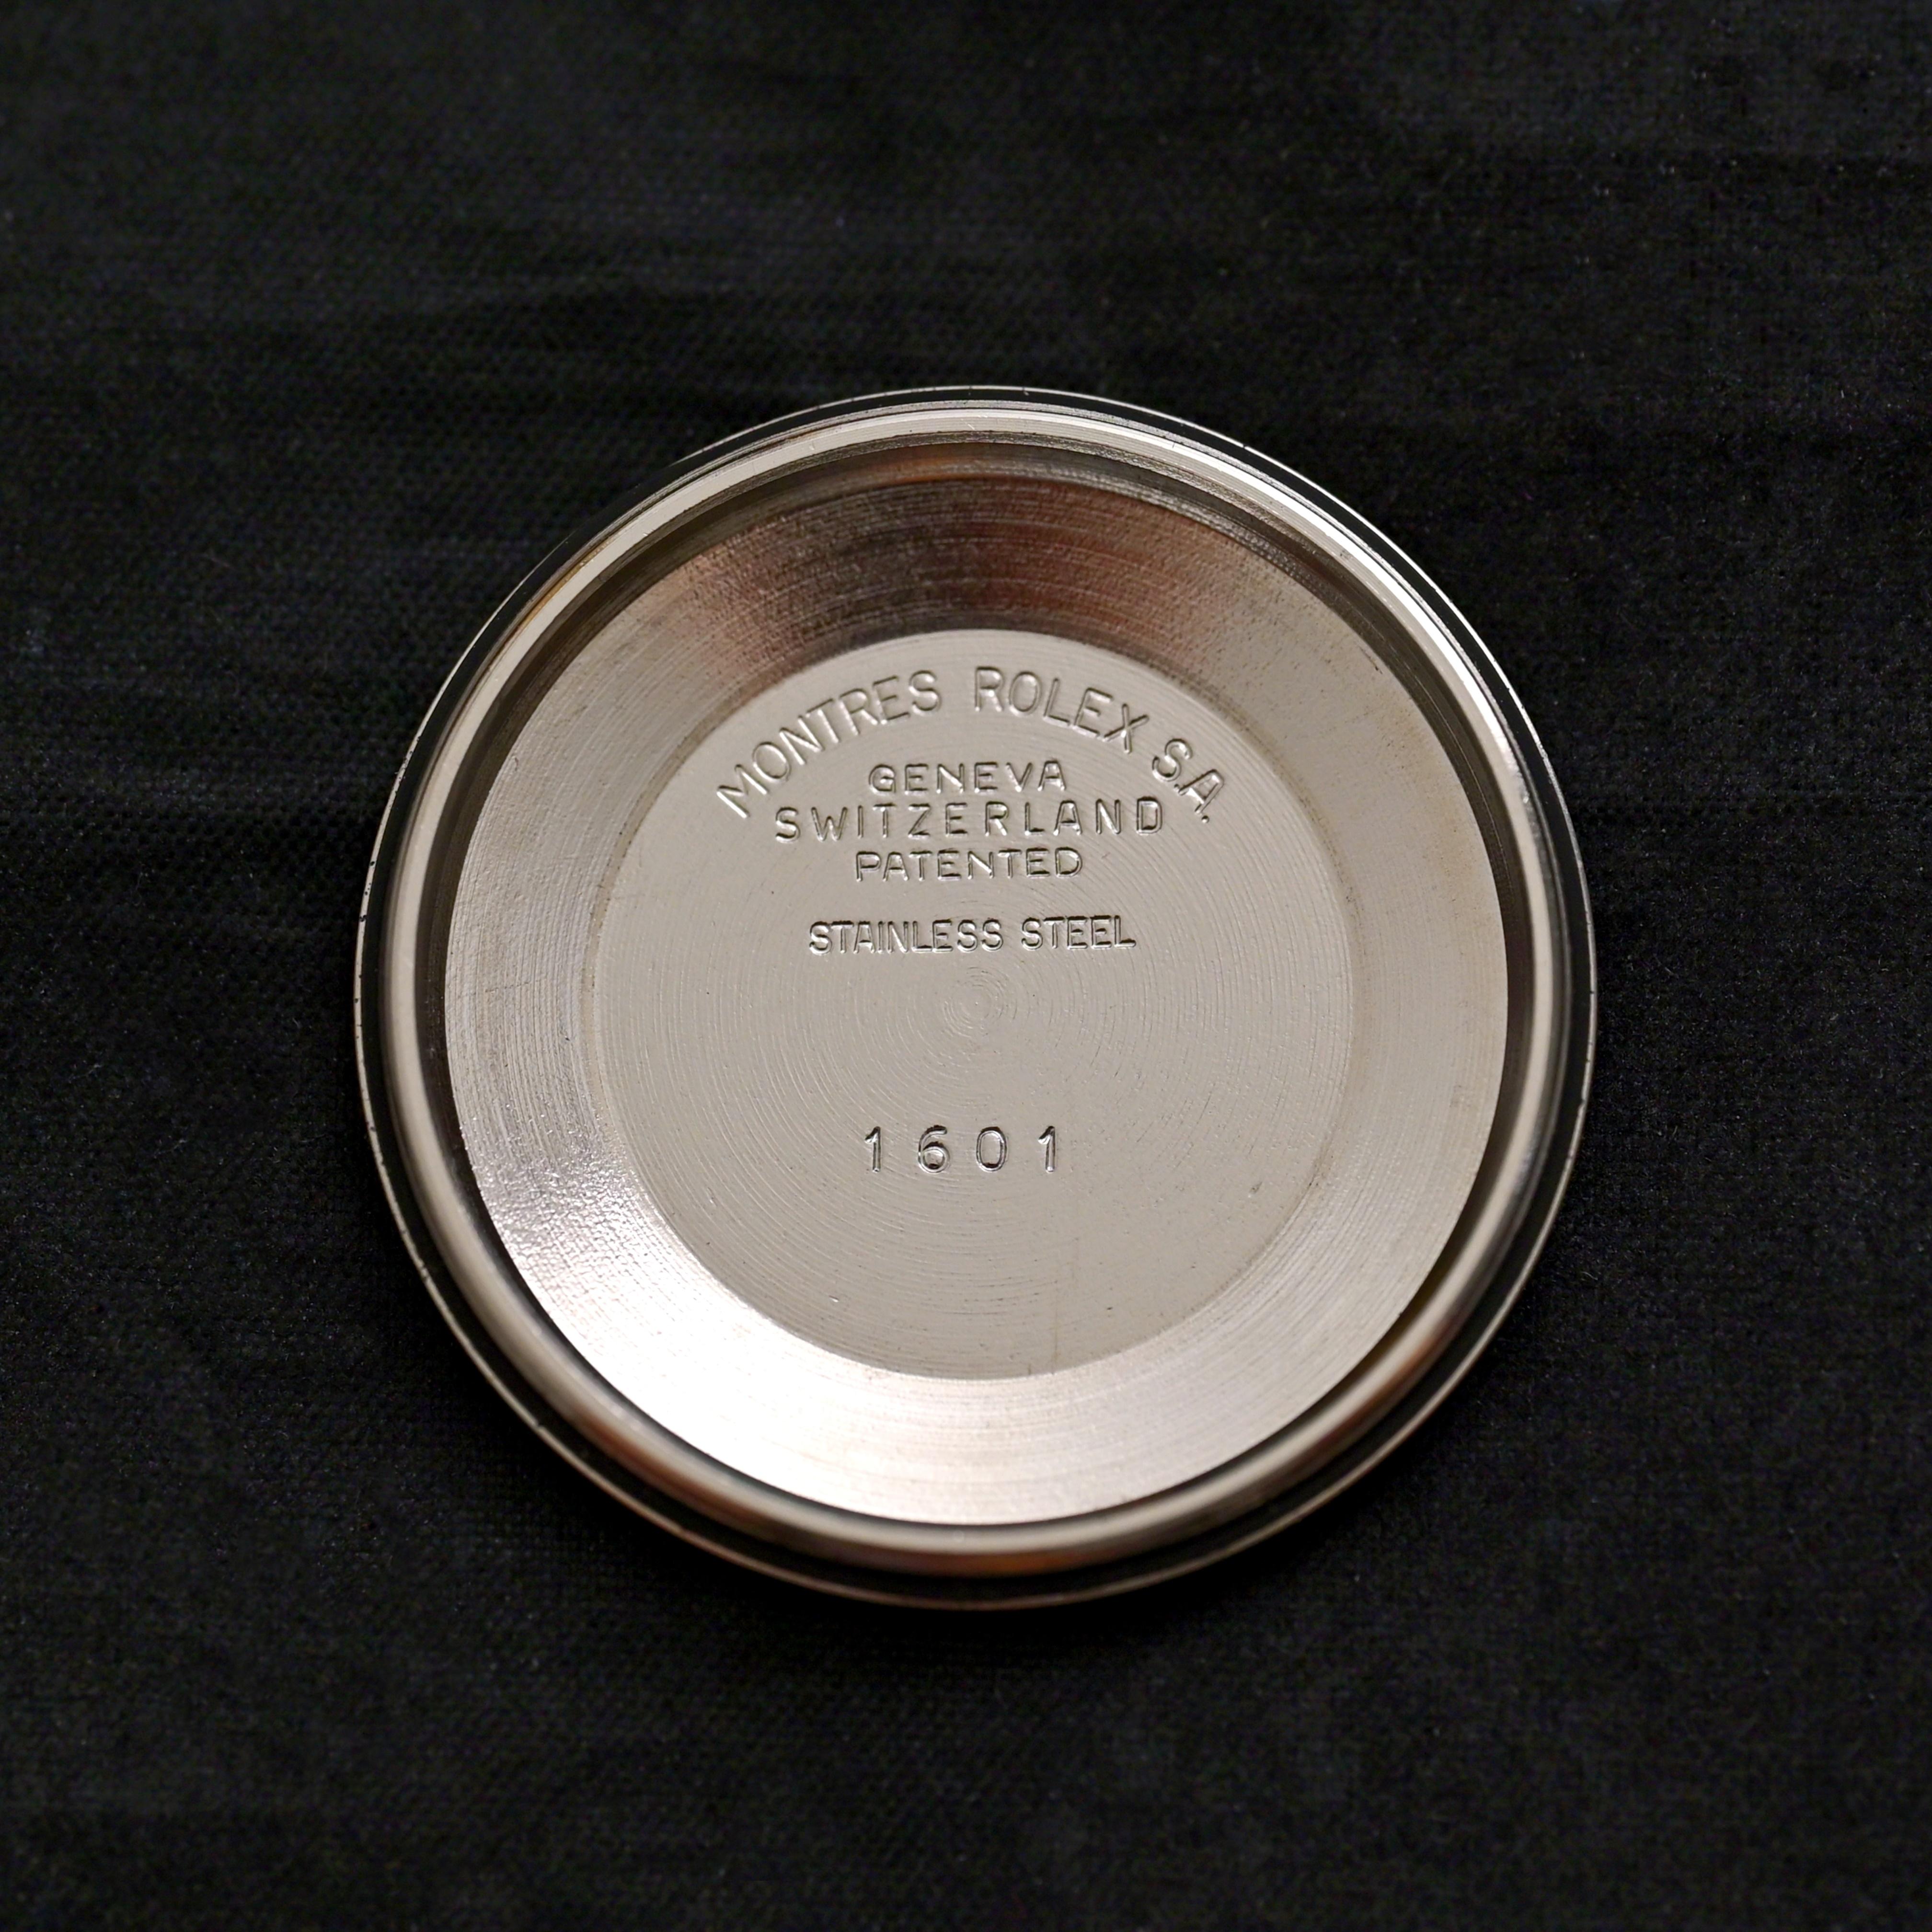 MONTRES ROLEX S.A.
GENEVA
SWITZERLAND
PATENTED
STAINLESS STEEL
1601